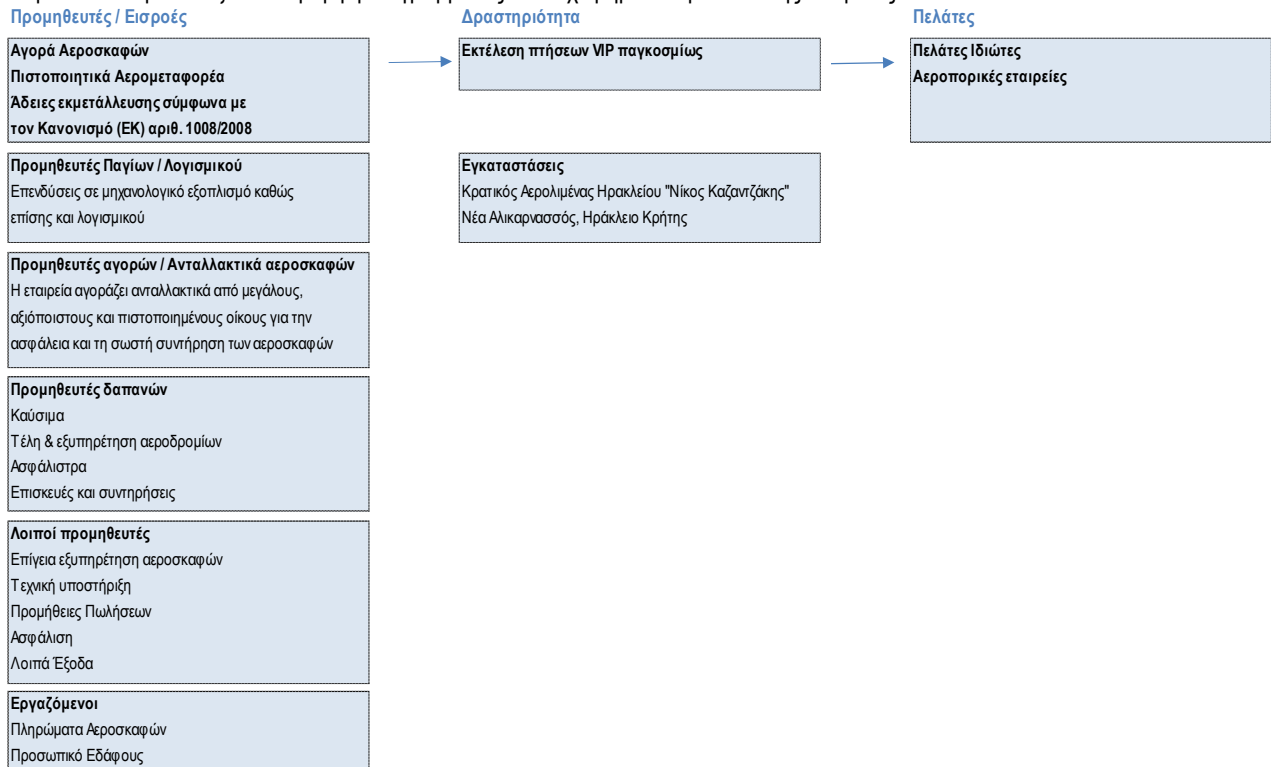 Προμηθευτές / Εισροές
Δραστηριότητα
Πελάτες
Αγορά Αεροσκαφών
Πιστοποιητικά Αερομεταφορέα
Άδειες εκμετάλλευσης σύμφωνα με
τον Κανονισμό (ΕΚ) αριθ. 1008/2008
Εκτέλεση πτήσεων VIP παγκοσμίως
Πελάτες Ιδιώτες
Αεροπορικές εταιρείες
Προμηθευτές Παγίων / Λογισμικού
Επενδύσεις σε μηχανολογικό εξοπλισμό καθώς
επίσης και λογισμικού
Εγκαταστάσεις
Κρατικός Αερολιμένας Ηρακλείου "Νίκος Καζαντζάκης"
Νέα Αλικαρνασσός, Ηράκλειο Κρήτης
Προμηθευτές αγορών / Ανταλλακτικά αεροσκαφών
Η εταιρεία αγοράζει ανταλλακτικά από μεγάλους,
αξιόποιστους και πιστοποιημένους οίκους για την
ασφάλεια και τη σωστή συντήρηση των αεροσκαφών
Προμηθευτές δαπανών
Καύσιμα
Τέλη & εξυπηρέτηση αεροδρομίων
Ασφάλιστρα
Επισκευές και συντηρήσεις
Λοιποί προμηθευτές
Επίγεια εξυπηρέτηση αεροσκαφών
Τεχνική υποστήριξη
Προμήθειες Πωλήσεων
Ασφάλιση
Λοιπά Έξοδα
Εργαζόμενοι
Πληρώματα Αεροσκαφών
Προσωπικό Εδάφους